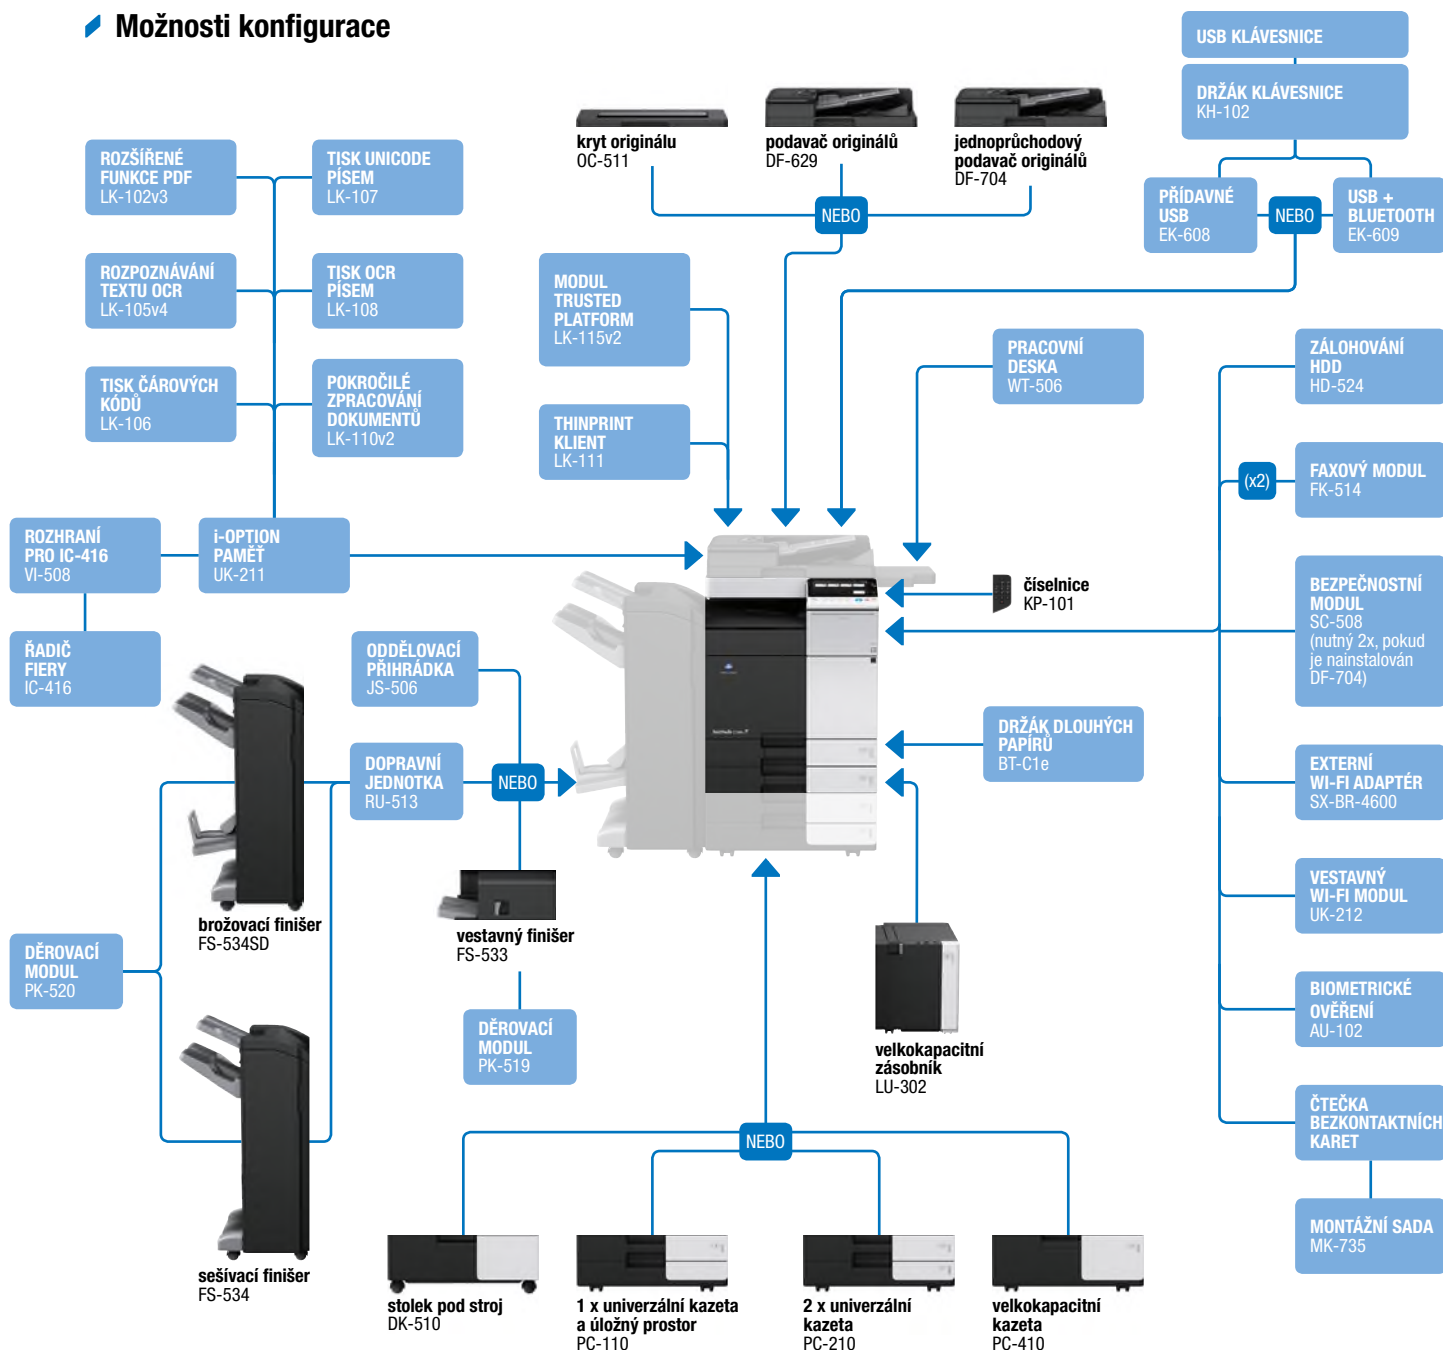 Možnosti konfigurace
USB KLÁVESNICE
DRŽÁK KLÁVESNICE
KH-102
PŘÍDAVNÉ
USB
EK-608
NEBO
USB +
BLUETOOTH
EK-609
kryt originálu
OC-511
podavač originálů
DF-629
jednoprůchodový
podavač originálů
DF-704
NEBO
ROZŠÍŘENÉ
FUNKCE PDF
LK-102v3
TISK UNICODE
PÍSEM
LK-107
ROZPOZNÁVÁNÍ
TEXTU OCR
LK-105v4
TISK OCR
PÍSEM
LK-108
TISK ČÁROVÝCH
KÓDŮ
LK-106
POKROČILÉ
ZPRACOVÁNÍ
DOKUMENTŮ
LK-110v2
MODUL
TRUSTED
PLATFORM
LK-115v2
THINPRINT
KLIENT
LK-111
PRACOVNÍ
DESKA
WT-506
ZÁLOHOVÁNÍ
HDD
HD-524
(x2)
FAXOVÝ MODUL
FK-514
ROZHRANÍ
PRO IC-416
VI-508
i-OPTION
PAMĚŤ
UK-211
ŘADIČ
FIERY
IC-416
číselnice
KP-101
BEZPEČNOSTNÍ
MODUL
SC-508
(nutný 2x, pokud
je nainstalován
DF-704)
ODDĚLOVACÍ
PŘIHRÁDKA
JS-506
DOPRAVNÍ
JEDNOTKA
RU-513
NEBO
DRŽÁK DLOUHÝCH
PAPÍRŮ
BT-C1e
EXTERNÍ
WI-FI ADAPTÉR
SX-BR-4600
VESTAVNÝ
WI-FI MODUL
UK-212
brožovací finišer
FS-534SD
vestavný finišer
FS-533
DĚROVACÍ
MODUL
PK-520
DĚROVACÍ
MODUL
PK-519
velkokapacitní
zásobník
LU-302
BIOMETRICKÉ
OVĚŘENÍ
AU-102
ČTEČKA
BEZKONTAKTNÍCH
KARET
MONTÁŽNÍ SADA
MK-735
NEBO
sešívací finišer
FS-534
stolek pod stroj
DK-510
1 x univerzální kazeta
a úložný prostor
PC-110
2 x univerzální
kazeta
PC-210
velkokapacitní
kazeta
PC-410